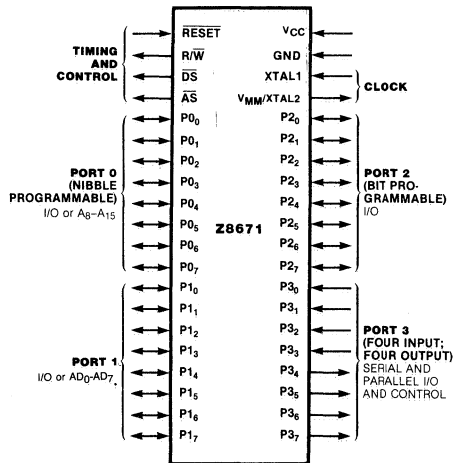 TIMING
AND
CONTROL
R̅E̅S̅E̅T̅
R/W̅
D̅S̅
A̅S̅
PORT 0
(NIBBLE
PROGRAMMABLE)
I/O or A₈–A₁₅
P0₀
P0₁
P0₂
P0₃
P0₄
P0₅
P0₆
P0₇
PORT 1
I/O or AD₀-AD₇
P1₀
P1₁
P1₂
P1₃
P1₄
P1₅
P1₆
P1₇
Z8671
VCC
GND
XTAL1
VMM/XTAL2
CLOCK
P2₀
P2₁
P2₂
P2₃
P2₄
P2₅
P2₆
P2₇
PORT 2
(BIT PRO-
GRAMMABLE)
I/O
P3₀
P3₁
P3₂
P3₃
P3₄
P3₅
P3₆
P3₇
PORT 3
(FOUR INPUT;
FOUR OUTPUT)
SERIAL AND
PARALLEL I/O
AND CONTROL